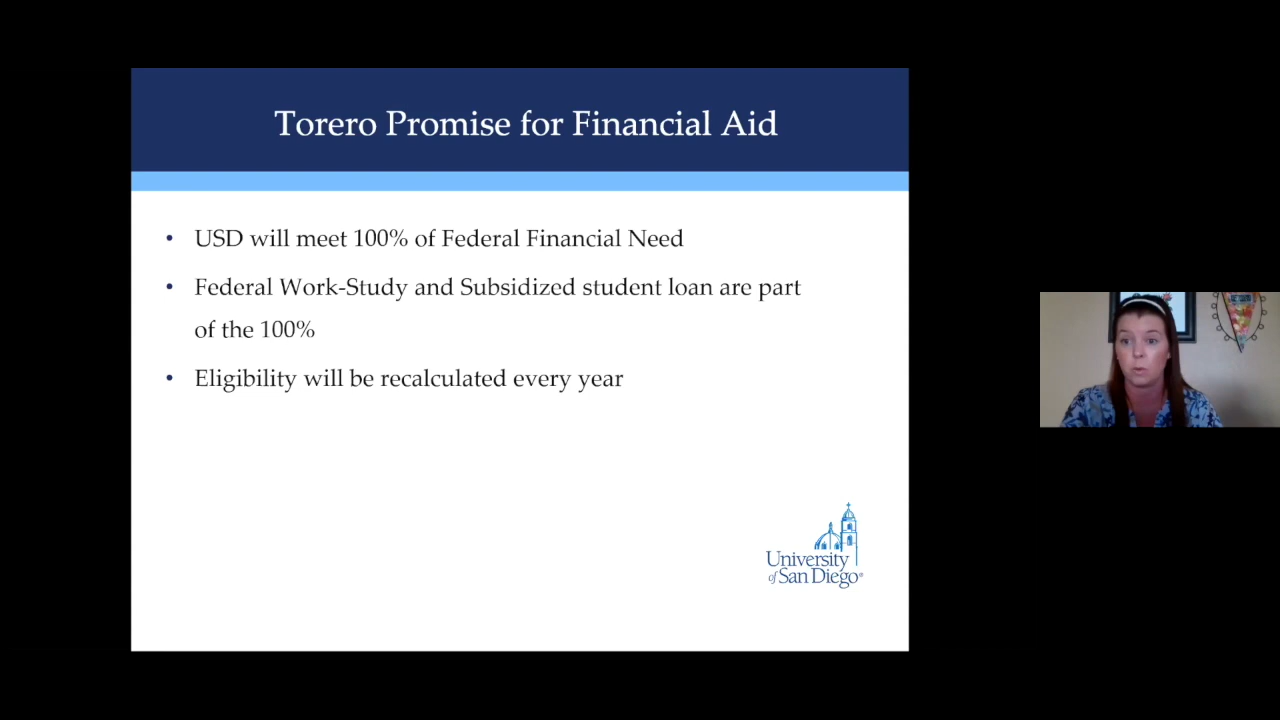 Torero Promise for Financial Aid
• USD will meet 100% of Federal Financial Need
• Federal Work-Study and Subsidized student loan are part
of the 100%
• Eligibility will be recalculated every year
University
of San Diego®